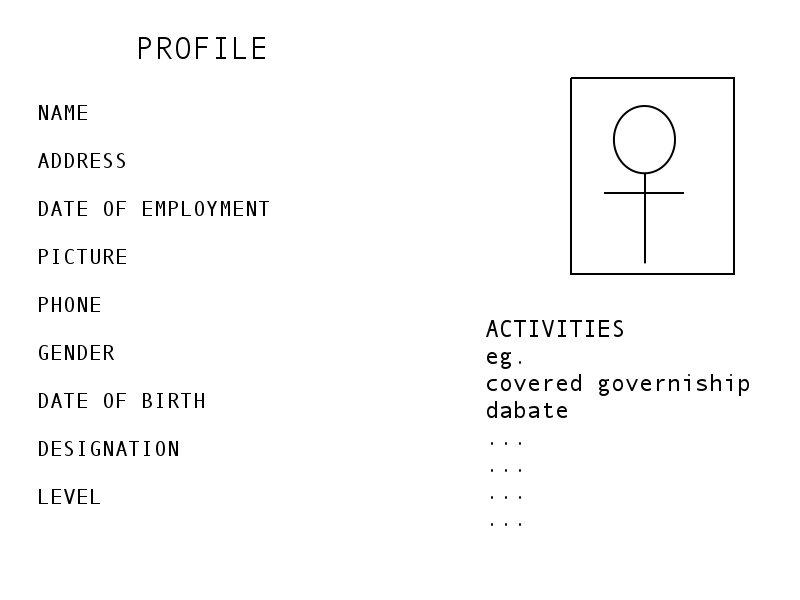 PROFILE
NAME
ADDRESS
DATE OF EMPLOYMENT
PICTURE
PHONE
GENDER
DATE OF BIRTH
DESIGNATION
LEVEL
ACTIVITIES
eg.
covered governiship
dabate
...
...
...
...